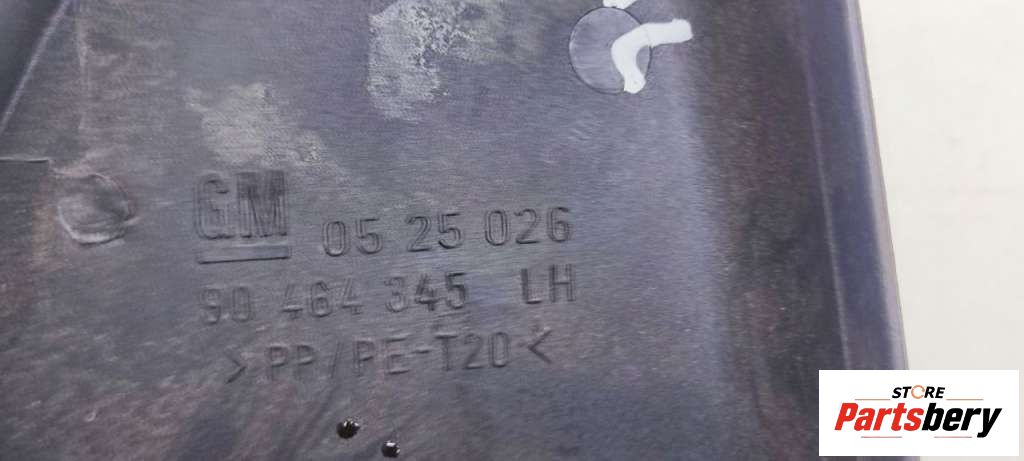 GM 05 25 026
90 464 345 LH
>PP/PE-T20<
STORE
Partsbery